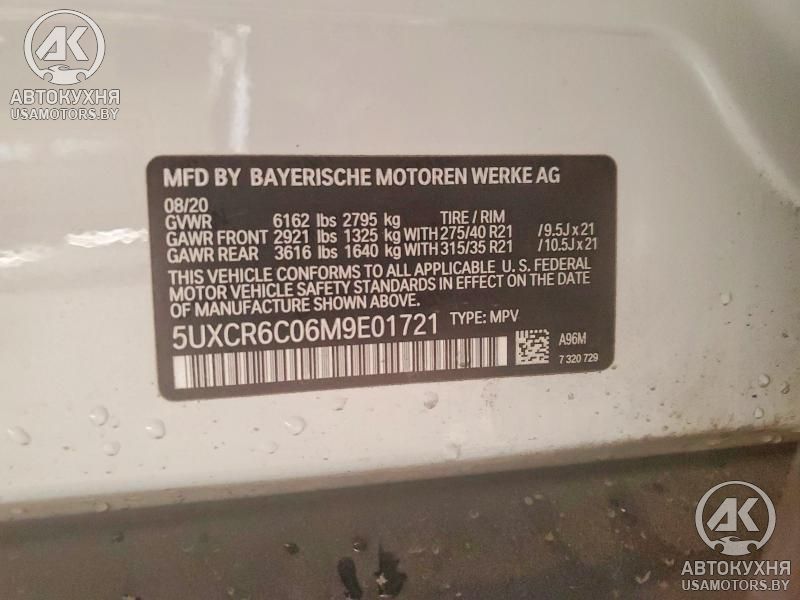 AK
АВТОКУХНЯ
USAMOTORS.BY
MFD BY BAYERISCHE MOTOREN WERKE AG
08/20
GVWR 6162 lbs 2795 kg TIRE / RIM
GAWR FRONT 2921 lbs 1325 kg WITH 275/40 R21 /9.5J x 21
GAWR REAR 3616 lbs 1640 kg WITH 315/35 R21 /10.5J x 21
THIS VEHICLE CONFORMS TO ALL APPLICABLE U.S. FEDERAL
MOTOR VEHICLE SAFETY STANDARDS IN EFFECT ON THE DATE
OF MANUFACTURE SHOWN ABOVE.
5UXCR6C06M9E01721 TYPE: MPV
A96M
7 320 729
AK
АВТОКУХНЯ
USAMOTORS.BY